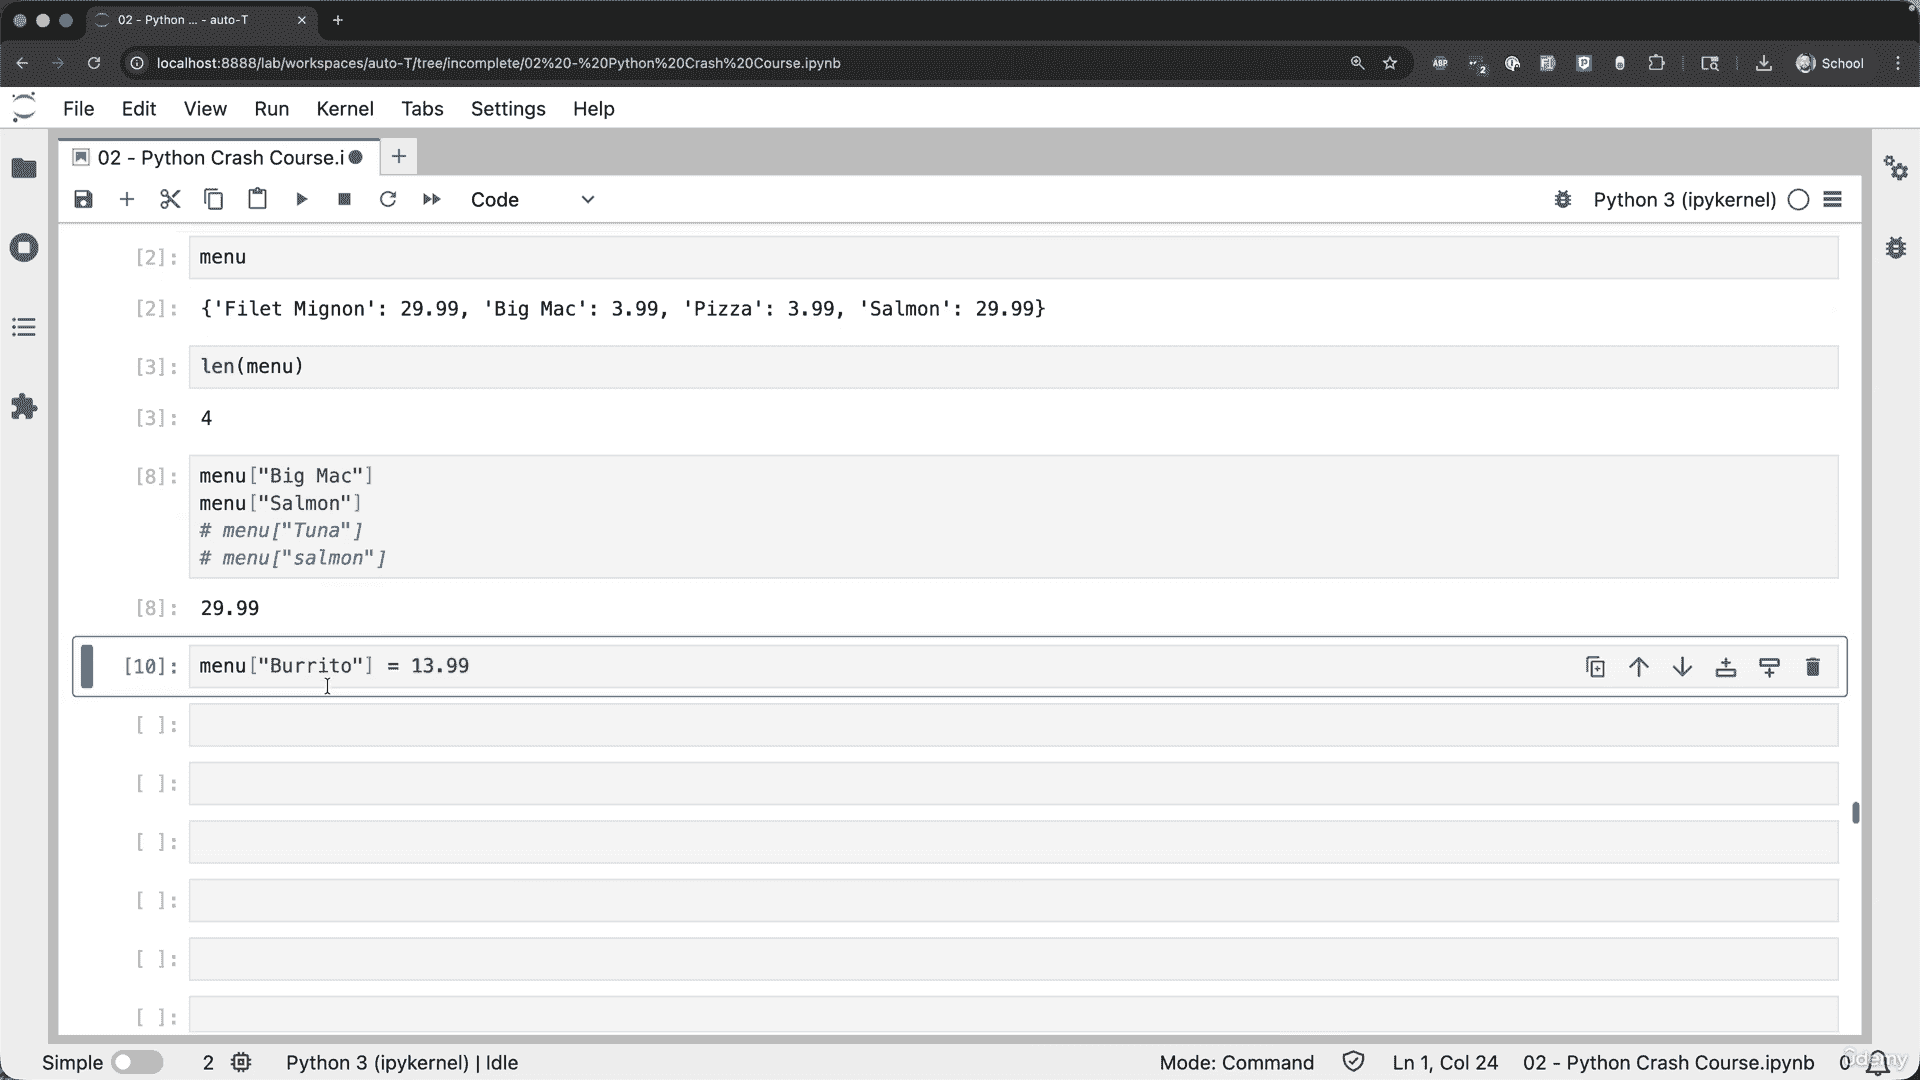 02 - Python ... - auto-T
localhost:8888/lab/workspaces/auto-T/tree/incomplete/02%20-%20Python%20Crash%20Course.ipynb
ABP
2
School
File Edit View Run Kernel Tabs Settings Help
02 - Python Crash Course.i
Code
Python 3 (ipykernel)
[2]: menu
[2]: {'Filet Mignon': 29.99, 'Big Mac': 3.99, 'Pizza': 3.99, 'Salmon': 29.99}
[3]: len(menu)
[3]: 4
[8]: menu["Big Mac"]
menu["Salmon"]
# menu["Tuna"]
# menu["salmon"]
[8]: 29.99
[10]: menu["Burrito"] = 13.99
[ ]:
[ ]:
[ ]:
[ ]:
[ ]:
[ ]:
Simple 2 Python 3 (ipykernel) | Idle Mode: Command Ln 1, Col 24 02 - Python Crash Course.ipynb 0